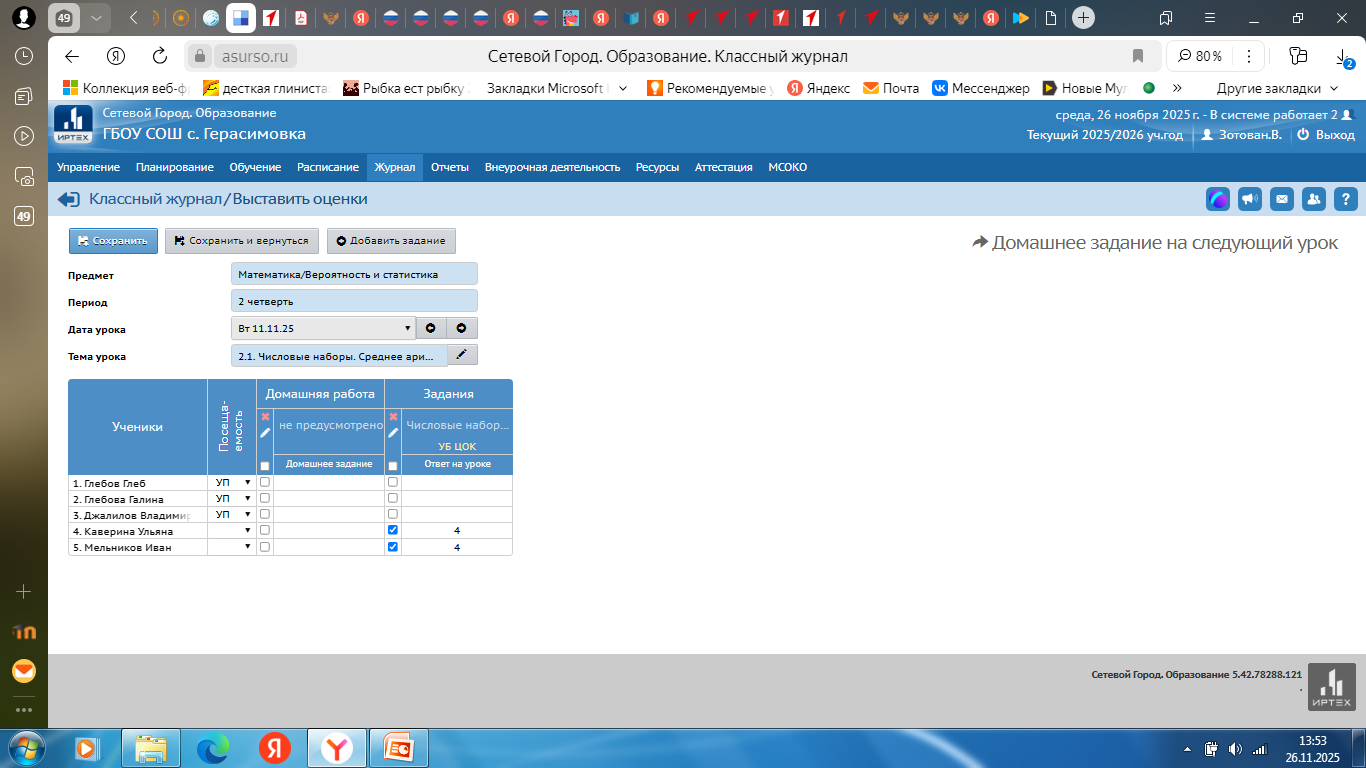 49
asurso.ru
Сетевой Город. Образование. Классный журнал
80 %
2
Коллекция веб-ф
десткая глиниста
Рыбка ест рыбку 2
Закладки Microsoft
Рекомендуемые у
Яндекс
Почта
Мессенджер
Новые Мул
»
Другие закладки
ИРТЕХ
Сетевой Город. Образование
ГБОУ СОШ с. Герасимовка
среда, 26 ноября 2025 г. - В системе работает 2
Текущий 2025/2026 уч.год
Зотован.В.
Выход
Управление
Планирование
Обучение
Расписание
Журнал
Отчеты
Внеурочная деятельность
Ресурсы
Аттестация
МСОКО
49
Классный журнал/Выставить оценки
?
Сохранить
Сохранить и вернуться
Добавить задание
Домашнее задание на следующий урок
Предмет
Математика/Вероятность и статистика
Период
2 четверть
Дата урока
Вт 11.11.25
Тема урока
2.1. Числовые наборы. Среднее ари...
Ученики
Посеща-
емость
Домашняя работа
Задания
не предусмотрено
Числовые набор...
УБ ЦОК
Домашнее задание
Ответ на уроке
1. Глебов Глеб УП
2. Глебова Галина УП
3. Джалилов Владимир УП
4. Каверина Ульяна 4
5. Мельников Иван 4
Сетевой Город. Образование 5.42.78288.121
.
ИРТЕХ
13:53
26.11.2025